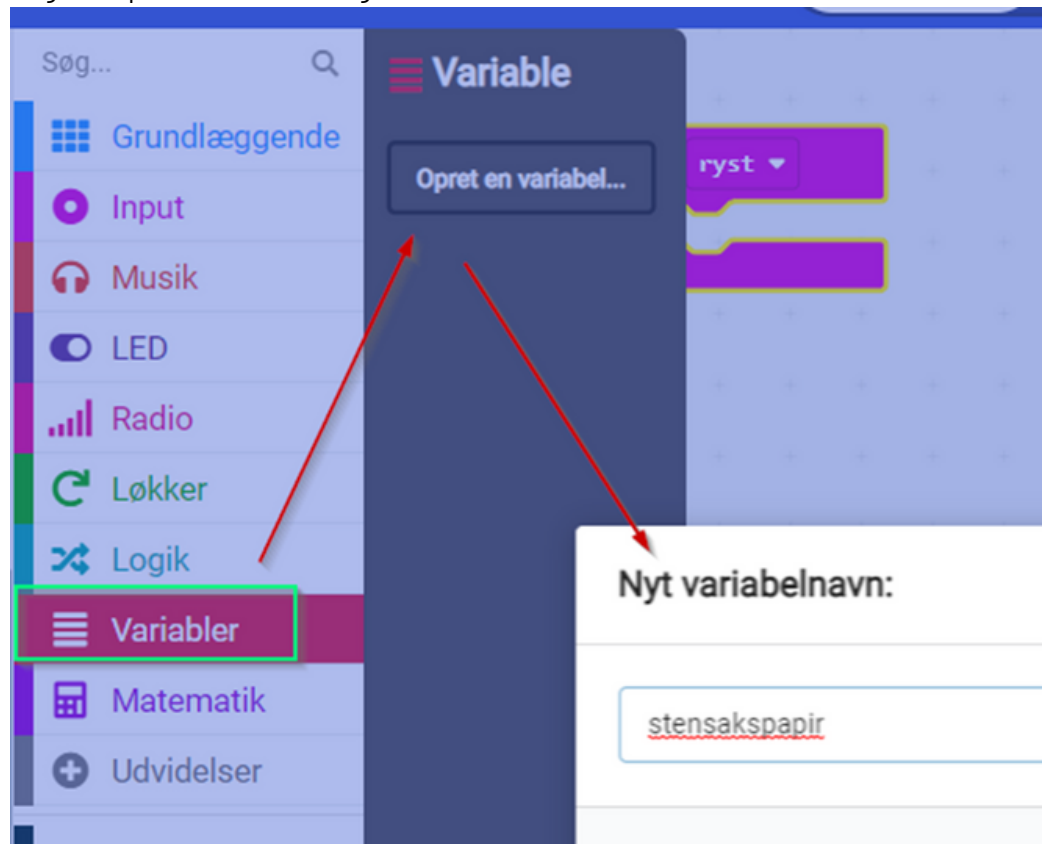 Søg...
Grundlæggende
Input
Musik
LED
Radio
Løkker
Logik
Variabler
Matematik
Udvidelser
Variable
Opret en variabel...
ryst
Nyt variabelnavn:
stensakspapir